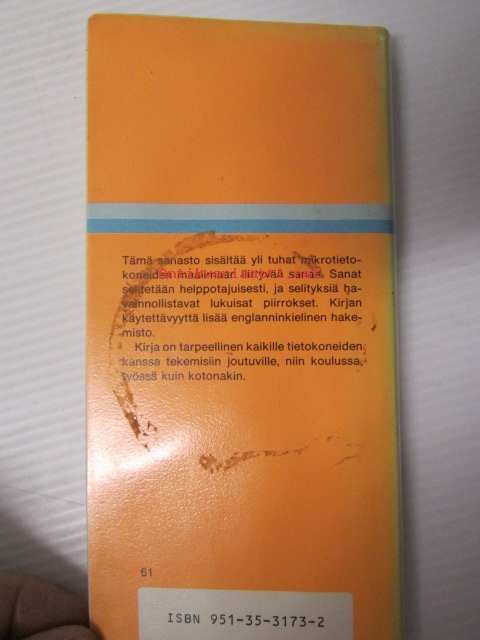 Tämä sanasto sisältää yli tuhat mikrotieto-
koneiden maailmaan liittyvää sanaa. Sanat
selitetään helppotajuisesti, ja selityksiä ha-
vainnollistavat lukuisat piirrokset. Kirjan
käytettävyyttä lisää englanninkielinen hake-
misto.
Kirja on tarpeellinen kaikille tietokoneiden
kanssa tekemisiin joutuville, niin koulussa,
työssä kuin kotonakin.
61
ISBN 951-35-3173-2